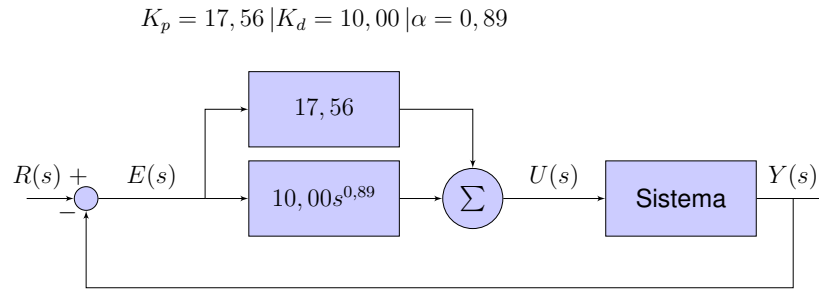 K_p = 17, 56 |K_d = 10, 00 |α = 0, 89
17, 56
R(s) + E(s)
−
10, 00s^{0,89}
∑
U(s)
Sistema
Y(s)